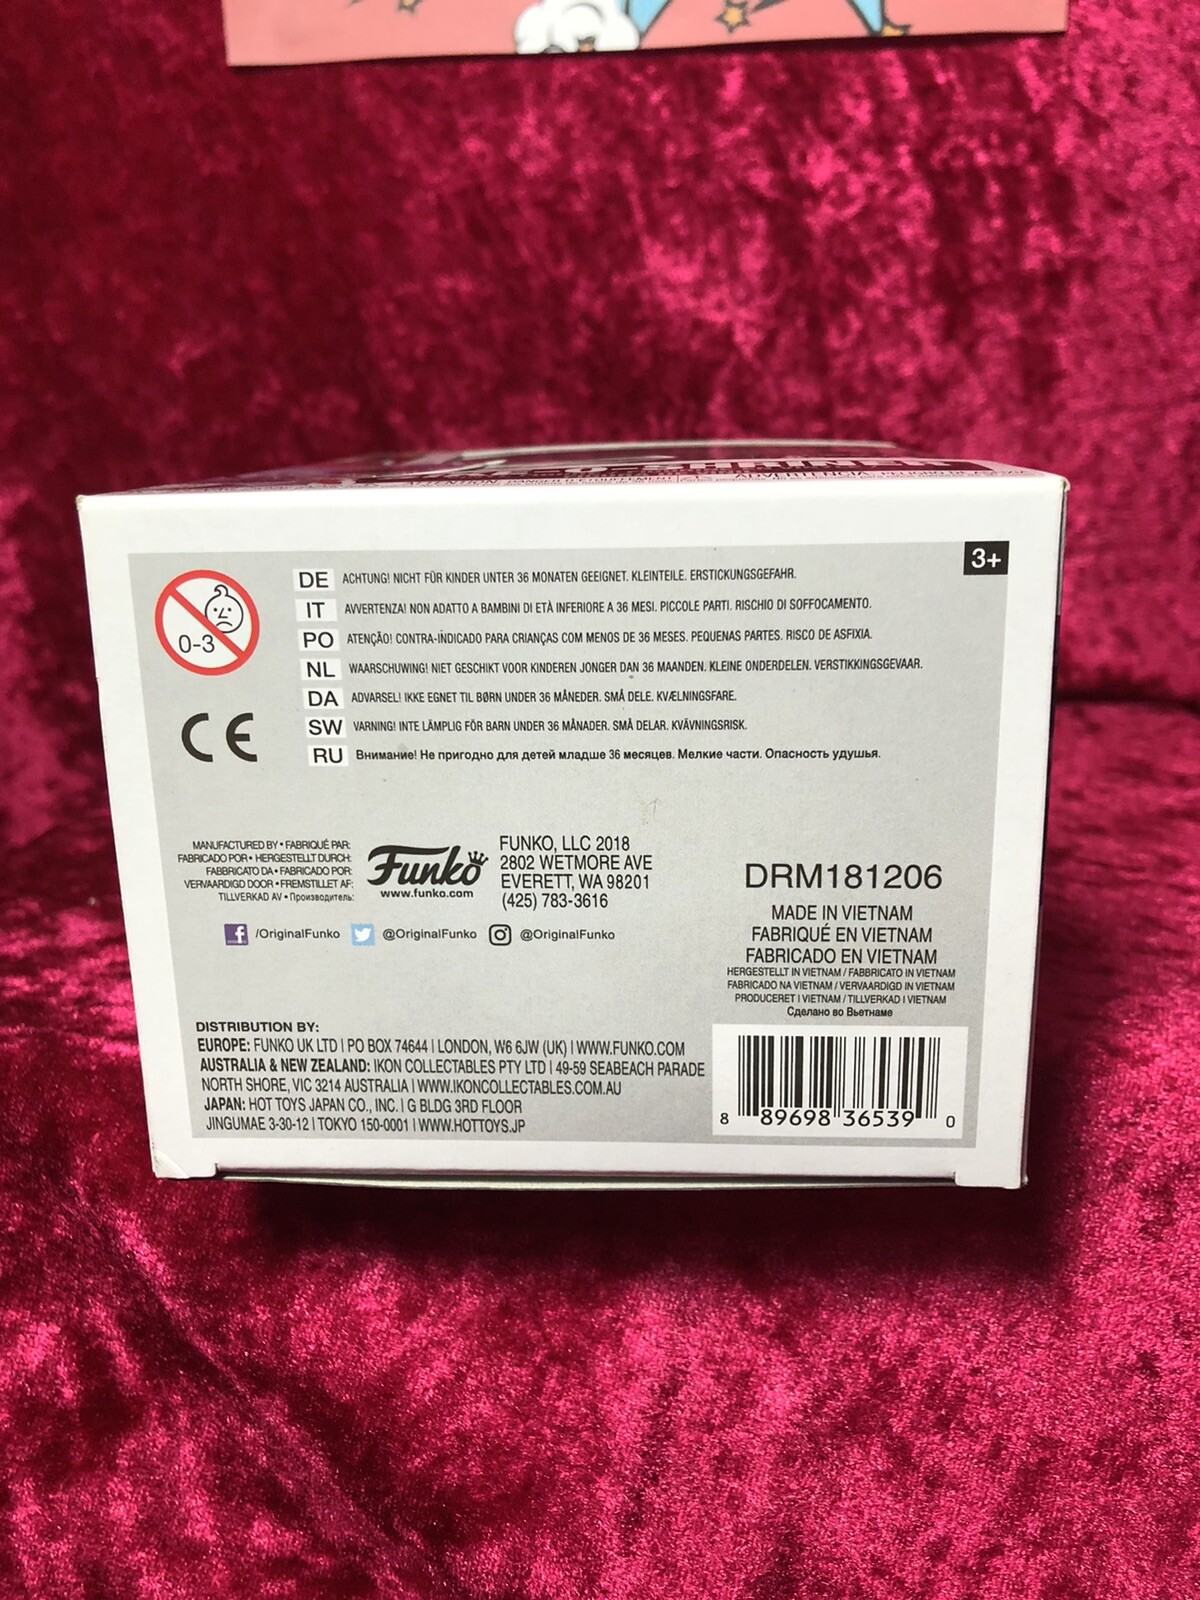 3+
0-3
DE ACHTUNG! NICHT FÜR KINDER UNTER 36 MONATEN GEEIGNET. KLEINTEILE. ERSTICKUNGSGEFAHR.
IT AVVERTENZA! NON ADATTO A BAMBINI DI ETÀ INFERIORE A 36 MESI. PICCOLE PARTI. RISCHIO DI SOFFOCAMENTO.
PO ATENÇÃO! CONTRA-INDICADO PARA CRIANÇAS COM MENOS DE 36 MESES. PEQUENAS PARTES. RISCO DE ASFIXIA.
NL WAARSCHUWING! NIET GESCHIKT VOOR KINDEREN JONGER DAN 36 MAANDEN. KLEINE ONDERDELEN. VERSTIKKINGSGEVAAR.
DA ADVARSEL! IKKE EGNET TIL BØRN UNDER 36 MÅNEDER. SMÅ DELE. KVÆLNINGSFARE.
SW VARNING! INTE LÄMPLIG FÖR BARN UNDER 36 MÅNADER. SMÅ DELAR. KVÄVNINGSRISK.
RU Внимание! Не пригодно для детей младше 36 месяцев. Мелкие части. Опасность удушья.
CE
MANUFACTURED BY • FABRIQUÉ PAR:
FABRICADO POR • HERGESTELLT DURCH:
FABBRICATO DA • FABRICADO POR:
VERVAARDIGD DOOR • FREMSTILLET AF:
TILLVERKAD AV • Производитель:
Funko
www.funko.com
FUNKO, LLC 2018
2802 WETMORE AVE
EVERETT, WA 98201
(425) 783-3616
/OriginalFunko @OriginalFunko @OriginalFunko
DRM181206
MADE IN VIETNAM
FABRIQUÉ EN VIETNAM
FABRICADO EN VIETNAM
HERGESTELLT IN VIETNAM / FABBRICATO IN VIETNAM
FABRICADO NA VIETNAM / VERVAARDIGD IN VIETNAM
PRODUCERET I VIETNAM / TILLVERKAD I VIETNAM
Сделано во Вьетнаме
DISTRIBUTION BY:
EUROPE: FUNKO UK LTD | PO BOX 74644 | LONDON, W6 6JW (UK) | WWW.FUNKO.COM
AUSTRALIA & NEW ZEALAND: IKON COLLECTABLES PTY LTD | 49-59 SEABEACH PARADE
NORTH SHORE, VIC 3214 AUSTRALIA | WWW.IKONCOLLECTABLES.COM.AU
JAPAN: HOT TOYS JAPAN CO., INC. | G BLDG 3RD FLOOR
JINGUMAE 3-30-12 | TOKYO 150-0001 | WWW.HOTTOYS.JP
8 89698 36539 0